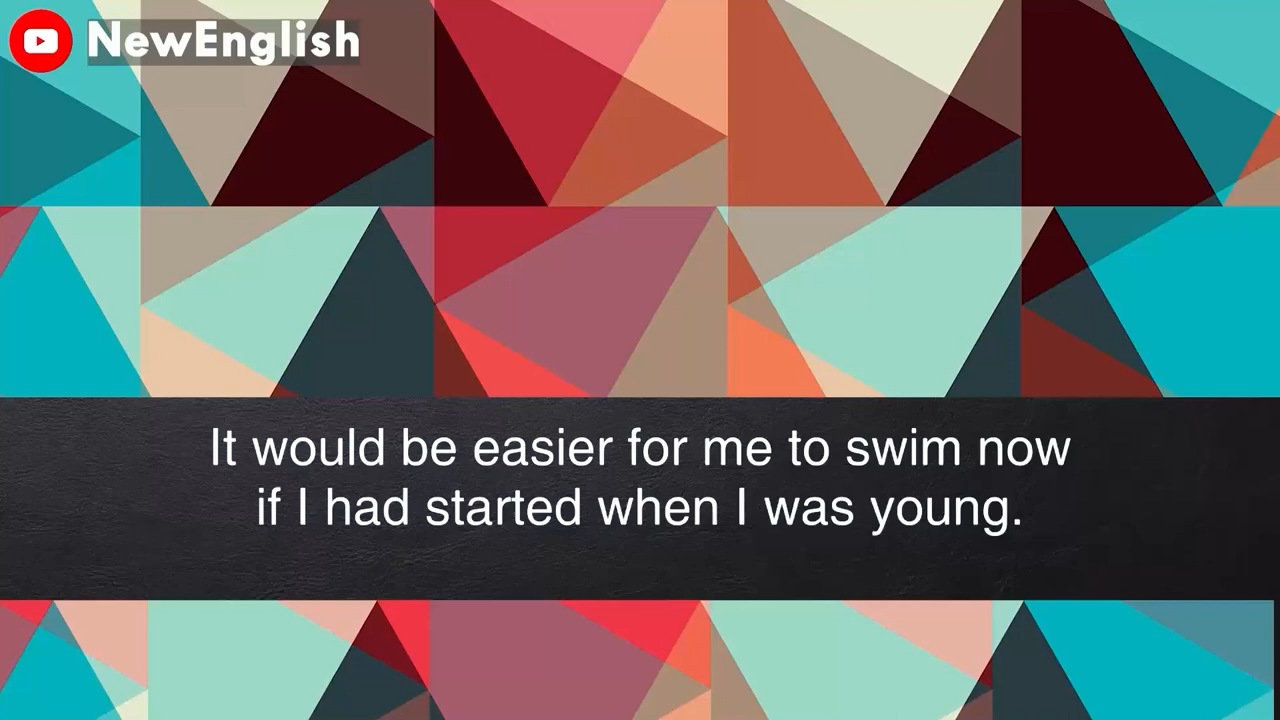 NewEnglish
It would be easier for me to swim now
if I had started when I was young.